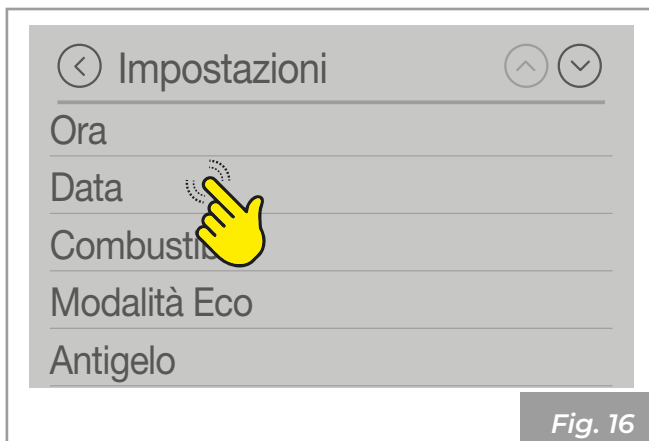 Impostazioni
Ora
Data
Modalità Eco
Antigelo
Fig. 16